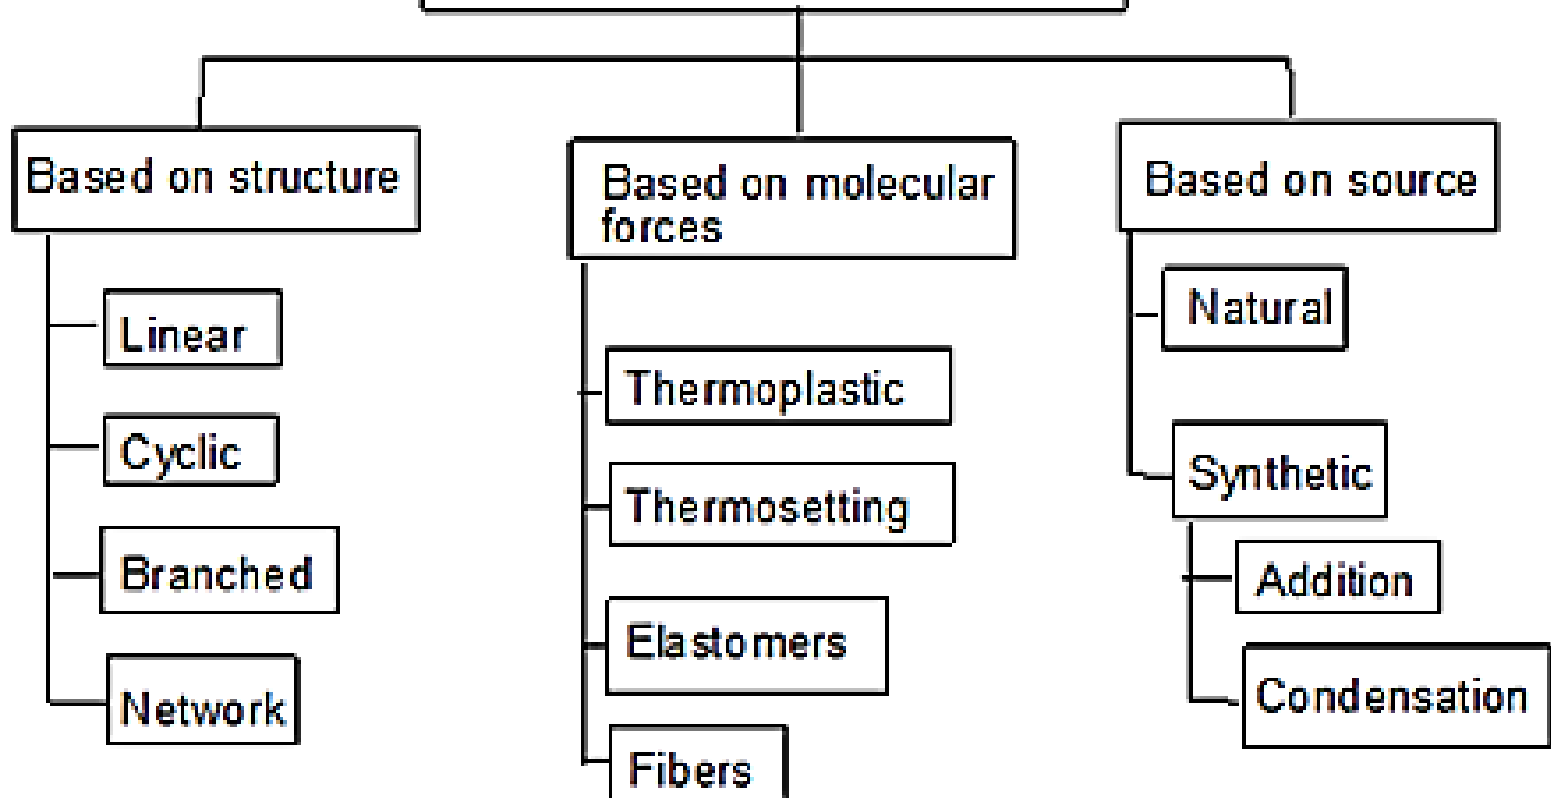 Based on structure
Linear
Cyclic
Branched
Network
Based on molecular
forces
Thermoplastic
Thermosetting
Elastomers
Fibers
Based on source
Natural
Synthetic
Addition
Condensation